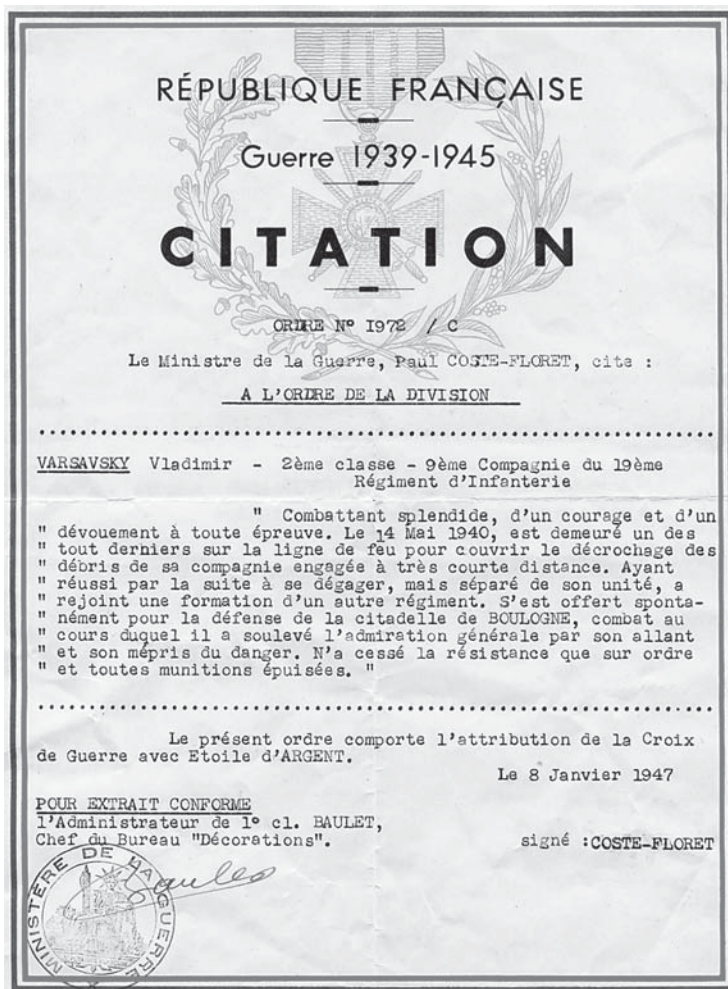 RÉPUBLIQUE FRANÇAISE
Guerre 1939-1945
CITATION
ORDRE N° I972 / C
Le Ministre de la Guerre, Paul COSTE-FLORET, cite :
A L'ORDRE DE LA DIVISION
VARSAVSKY Vladimir - 2ème classe - 9ème Compagnie du 19ème
Régiment d'Infanterie
" Combattant splendide, d'un courage et d'un
" dévouement à toute épreuve. Le 14 Mai 1940, est demeuré un des
" tout derniers sur la ligne de feu pour couvrir le décrochage des
" débris de sa compagnie engagée à très courte distance. Ayant
" réussi par la suite à se dégager, mais séparé de son unité, a
" rejoint une formation d'un autre régiment. S'est offert sponta-
" nément pour la défense de la citadelle de BOULOGNE, combat au
" cours duquel il a soulevé l'admiration générale par son allant
" et son mépris du danger. N'a cessé la résistance que sur ordre
" et toutes munitions épuisées. "
Le présent ordre comporte l'attribution de la Croix
de Guerre avec Etoile d'ARGENT.
Le 8 Janvier 1947
POUR EXTRAIT CONFORME
l'Administrateur de 1° cl. BAULET,
Chef du Bureau "Décorations".
signé :COSTE-FLORET
MINISTÈRE DE LA GUERRE